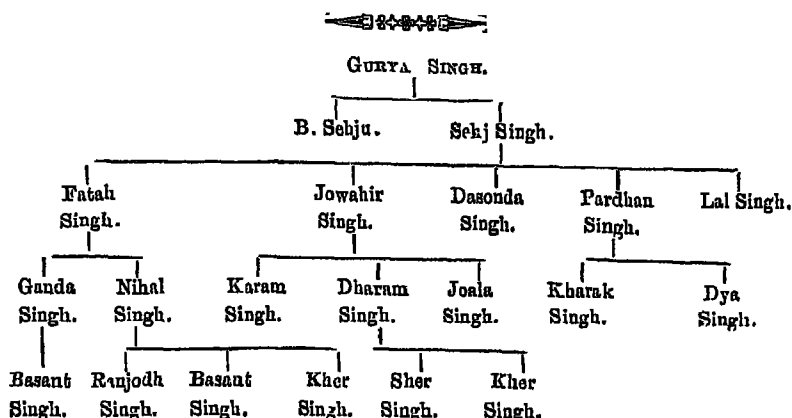 GURYA SINGH.
B. Sehju. Sehj Singh.
Fatah Jowahir Dasonda Pardhan Lal Singh.
Singh. Singh. Singh. Singh.
Ganda Nihal Karam Dharam Joala Kharak Dya
Singh. Singh. Singh. Singh. Singh. Singh. Singh.
Basant Ranjodh Basant Kher Sher Kher
Singh. Singh. Singh. Singh. Singh. Singh.